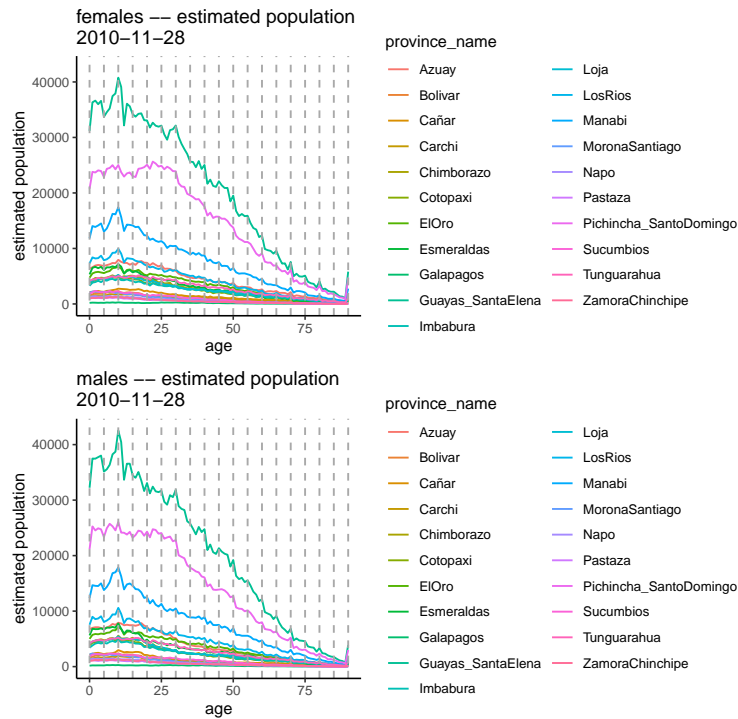 females −− estimated population
2010−11−28
estimated population
40000
30000
20000
10000
0
0 25 50 75
age
province_name
Azuay
Bolivar
Cañar
Carchi
Chimborazo
Cotopaxi
ElOro
Esmeraldas
Galapagos
Guayas_SantaElena
Imbabura
Loja
LosRios
Manabi
MoronaSantiago
Napo
Pastaza
Pichincha_SantoDomingo
Sucumbios
Tungurahua
ZamoraChinchipe
males −− estimated population
2010−11−28
estimated population
40000
30000
20000
10000
0
0 25 50 75
age
province_name
Azuay
Bolivar
Cañar
Carchi
Chimborazo
Cotopaxi
ElOro
Esmeraldas
Galapagos
Guayas_SantaElena
Imbabura
Loja
LosRios
Manabi
MoronaSantiago
Napo
Pastaza
Pichincha_SantoDomingo
Sucumbios
Tungurahua
ZamoraChinchipe